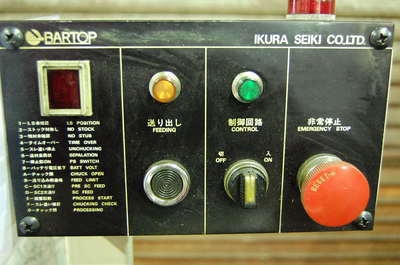 BARTOP
IKURA SEIKI CO.,LTD.
送り出し
FEEDING
制御回路
CONTROL
非常停止
EMERGENCY STOP
切
OFF
入
ON
RESET
LS POSITION
NO STOCK
NO STUB
TIME OVER
UNCHUCKING
SEPALATION
PS SWITCH
BATT VOLT
CHUCK OPEN
FEED LIMIT
PRE SC FEED
SC FEED
PROCESS START
CHUCKING CHECK
PROCESSING